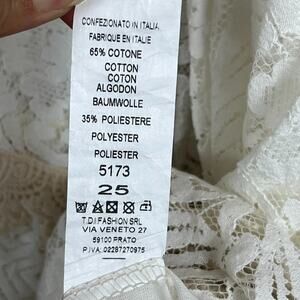 CONFEZIONATO IN ITALIA
FABRIQUE EN ITALIE
65% COTONE
COTTON
COTON
ALGODON
BAUMWOLLE
35% POLIESTERE
POLYESTER
POLIESTER
5173
25
T.D.I FASHION SRL
VIA VENETO 27
59100 PRATO
P.IVA: 02287270975